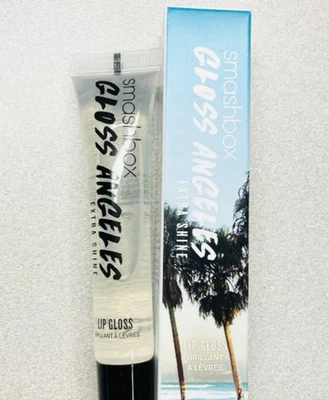 smashbox
GLOSS ANGELES
EXTRA SHINE
LIP GLOSS
BRILLANT À LÈVRES
smashbox
GLOSS ANGELES
EXTRA SHINE
LIP GLOSS
BRILLANT
À LÈVRES